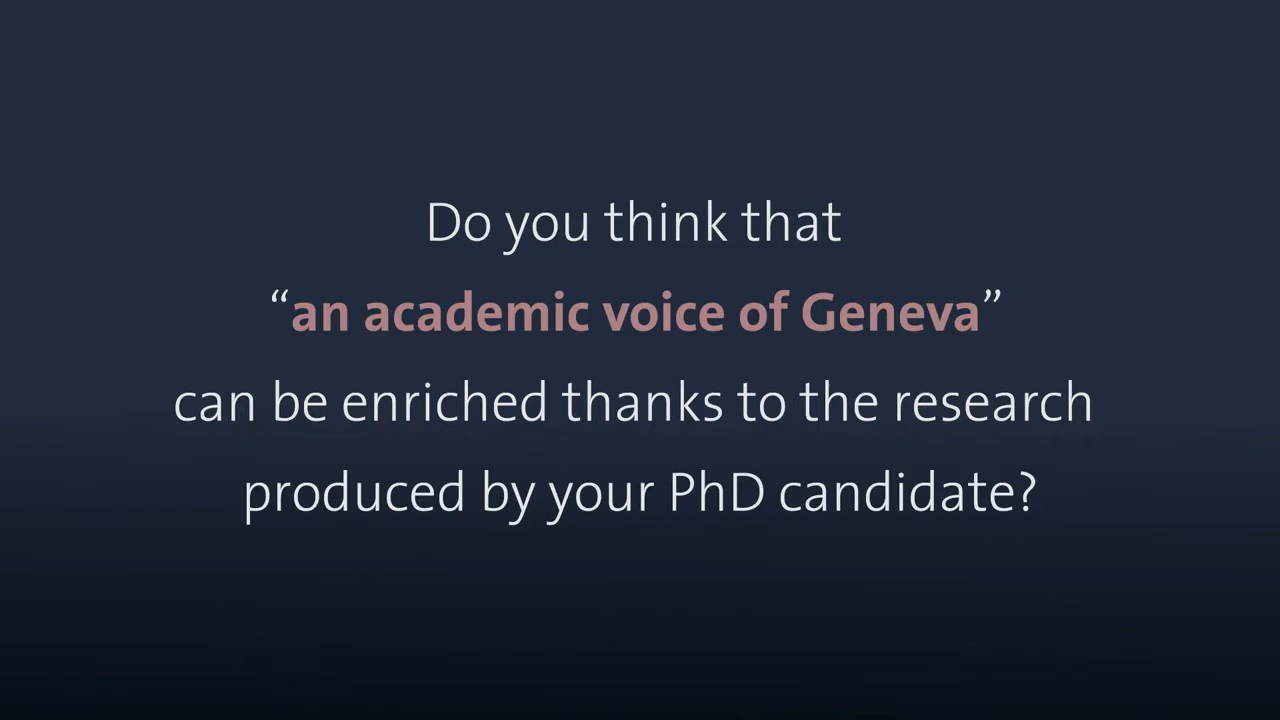 Do you think that
“an academic voice of Geneva”
can be enriched thanks to the research
produced by your PhD candidate?